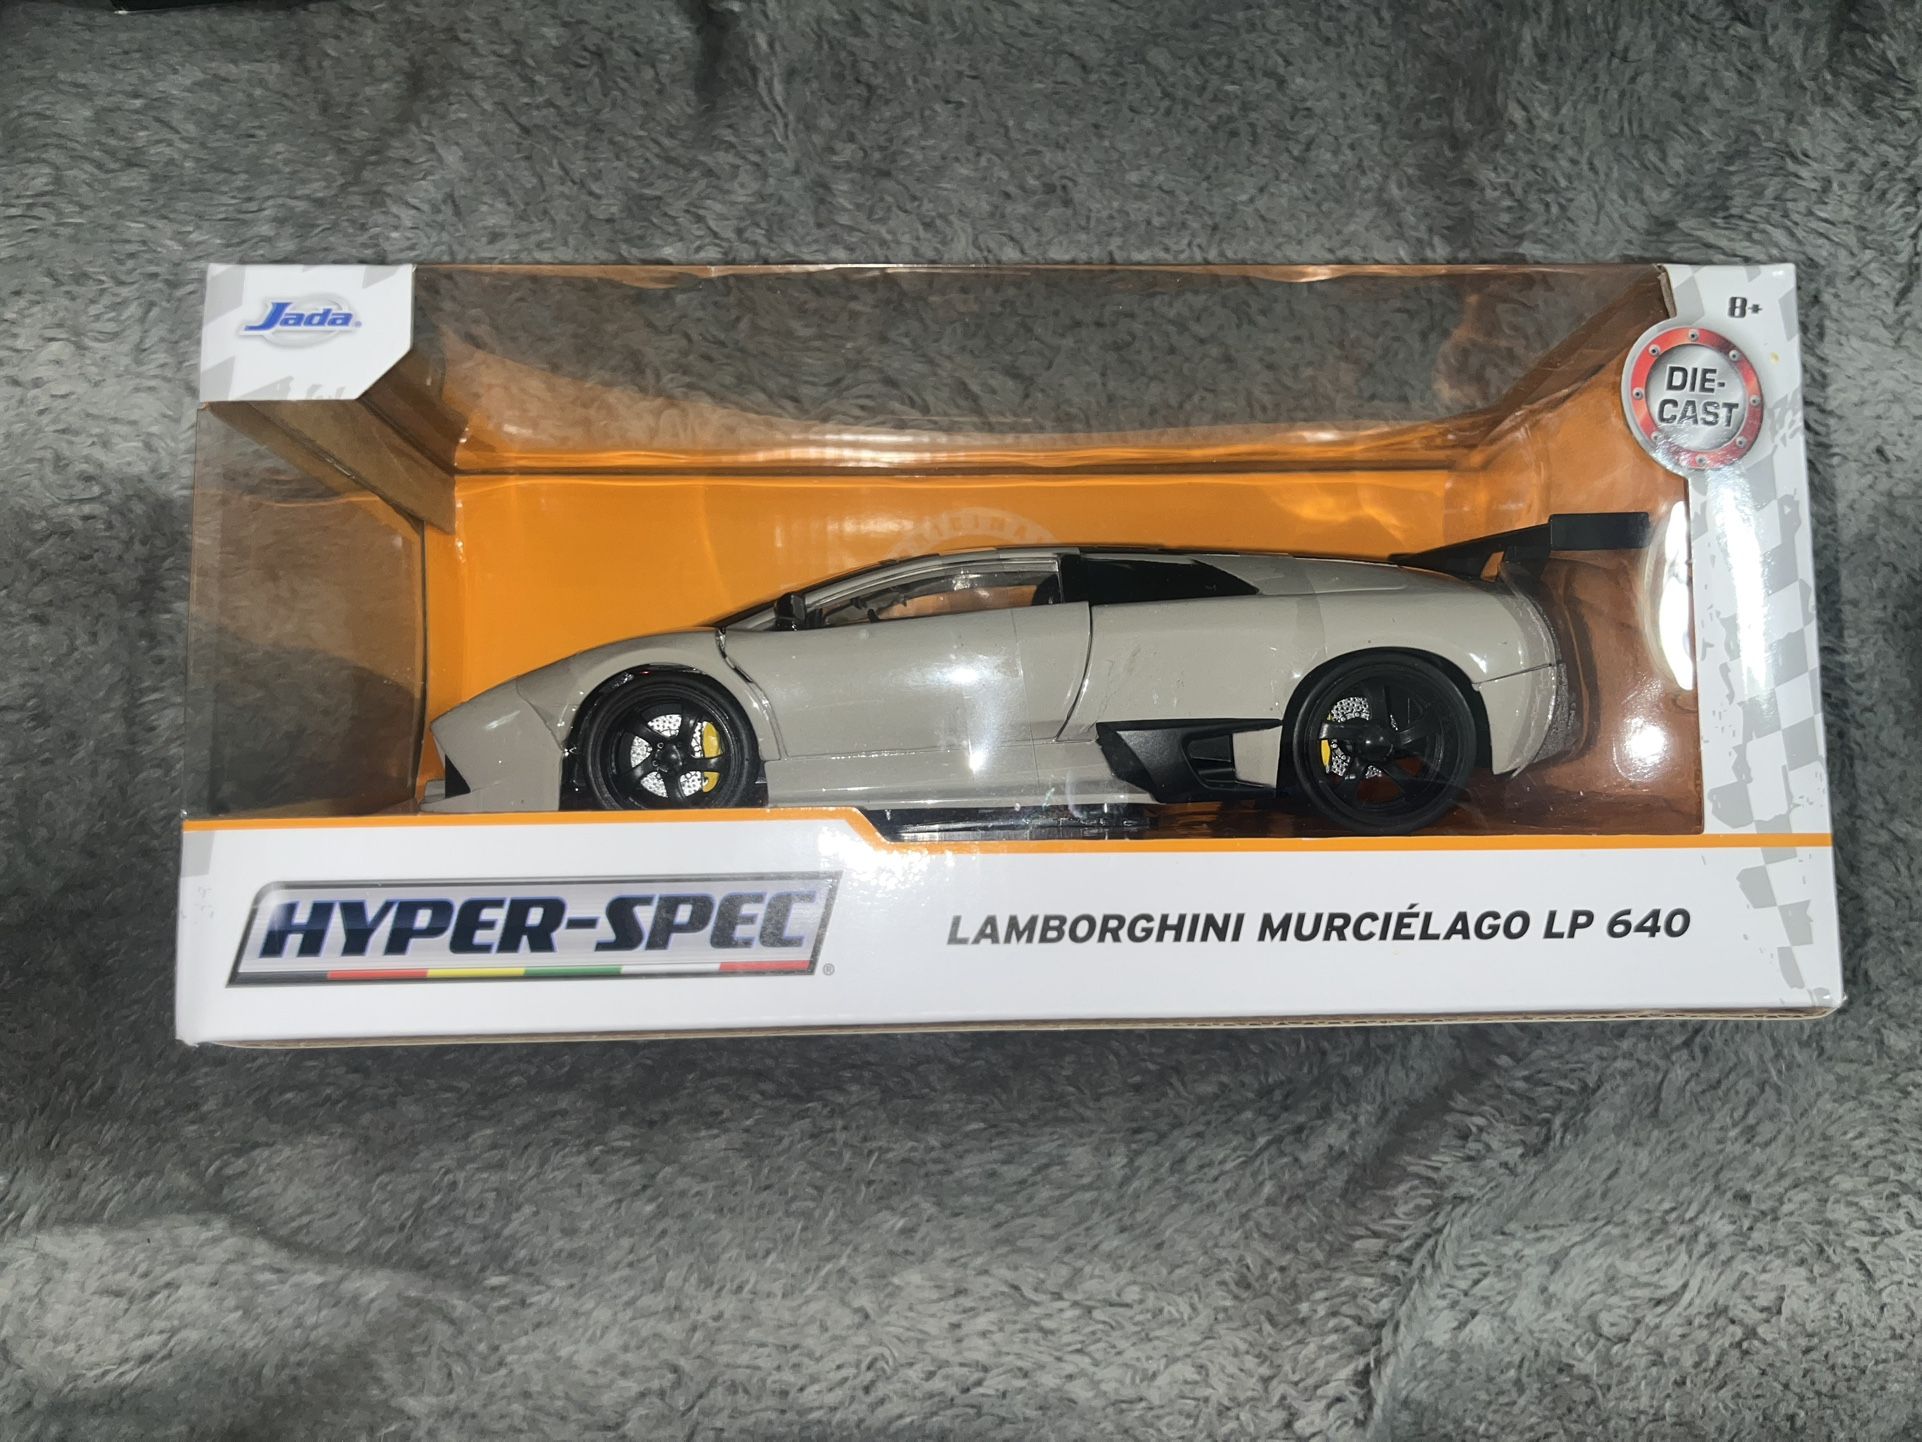 Jada®
8+
DIE-
CAST
HYPER-SPEC®
LAMBORGHINI MURCIÉLAGO LP 640